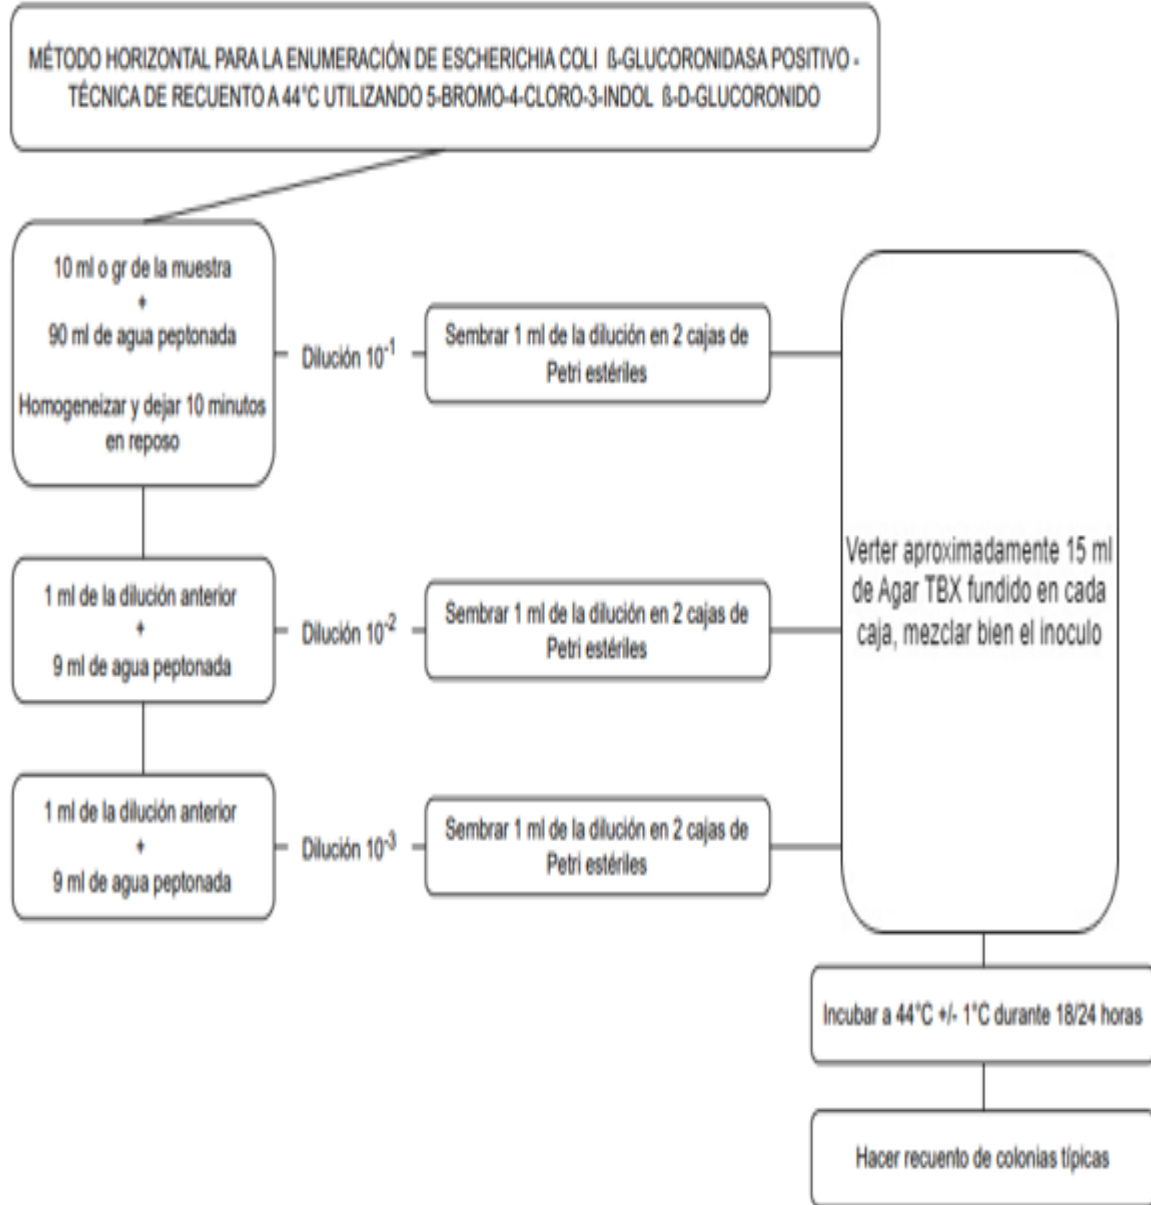 MÉTODO HORIZONTAL PARA LA ENUMERACIÓN DE ESCHERICHIA COLI ß-GLUCORONIDASA POSITIVO -
TÉCNICA DE RECUENTO A 44°C UTILIZANDO 5-BROMO-4-CLORO-3-INDOL ß-D-GLUCORONIDO
10 ml o gr de la muestra
+
90 ml de agua peptonada
Homogeneizar y dejar 10 minutos
en reposo
Dilución 10-1
Sembrar 1 ml de la dilución en 2 cajas de
Petri estériles
1 ml de la dilución anterior
+
9 ml de agua peptonada
Dilución 10-2
Sembrar 1 ml de la dilución en 2 cajas de
Petri estériles
1 ml de la dilución anterior
+
9 ml de agua peptonada
Dilución 10-3
Sembrar 1 ml de la dilución en 2 cajas de
Petri estériles
Verter aproximadamente 15 ml
de Agar TBX fundido en cada
caja, mezclar bien el inoculo
Incubar a 44°C +/- 1°C durante 18/24 horas
Hacer recuento de colonias típicas